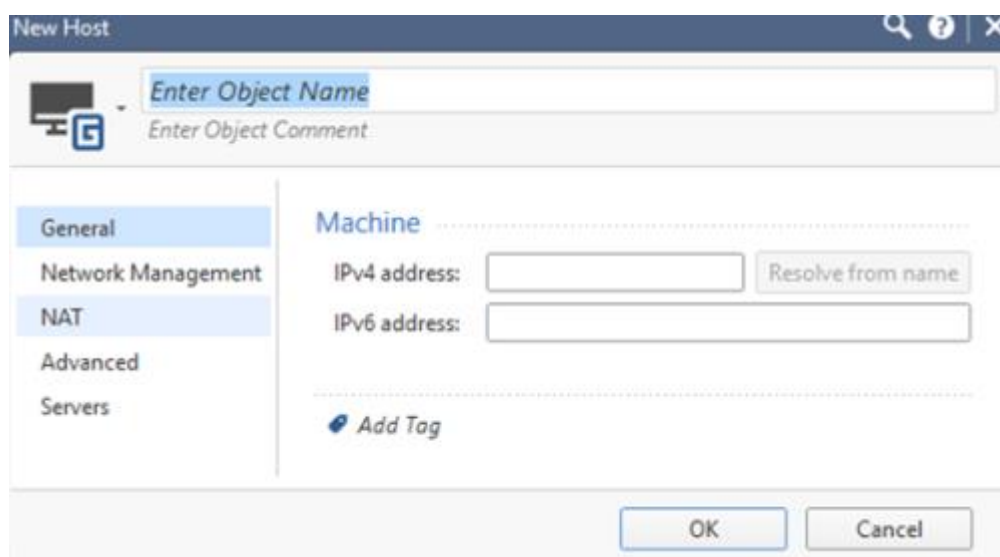 New Host
Enter Object Name
Enter Object Comment
General
Network Management
NAT
Advanced
Servers
Machine
IPv4 address:
Resolve from name
IPv6 address:
Add Tag
OK
Cancel